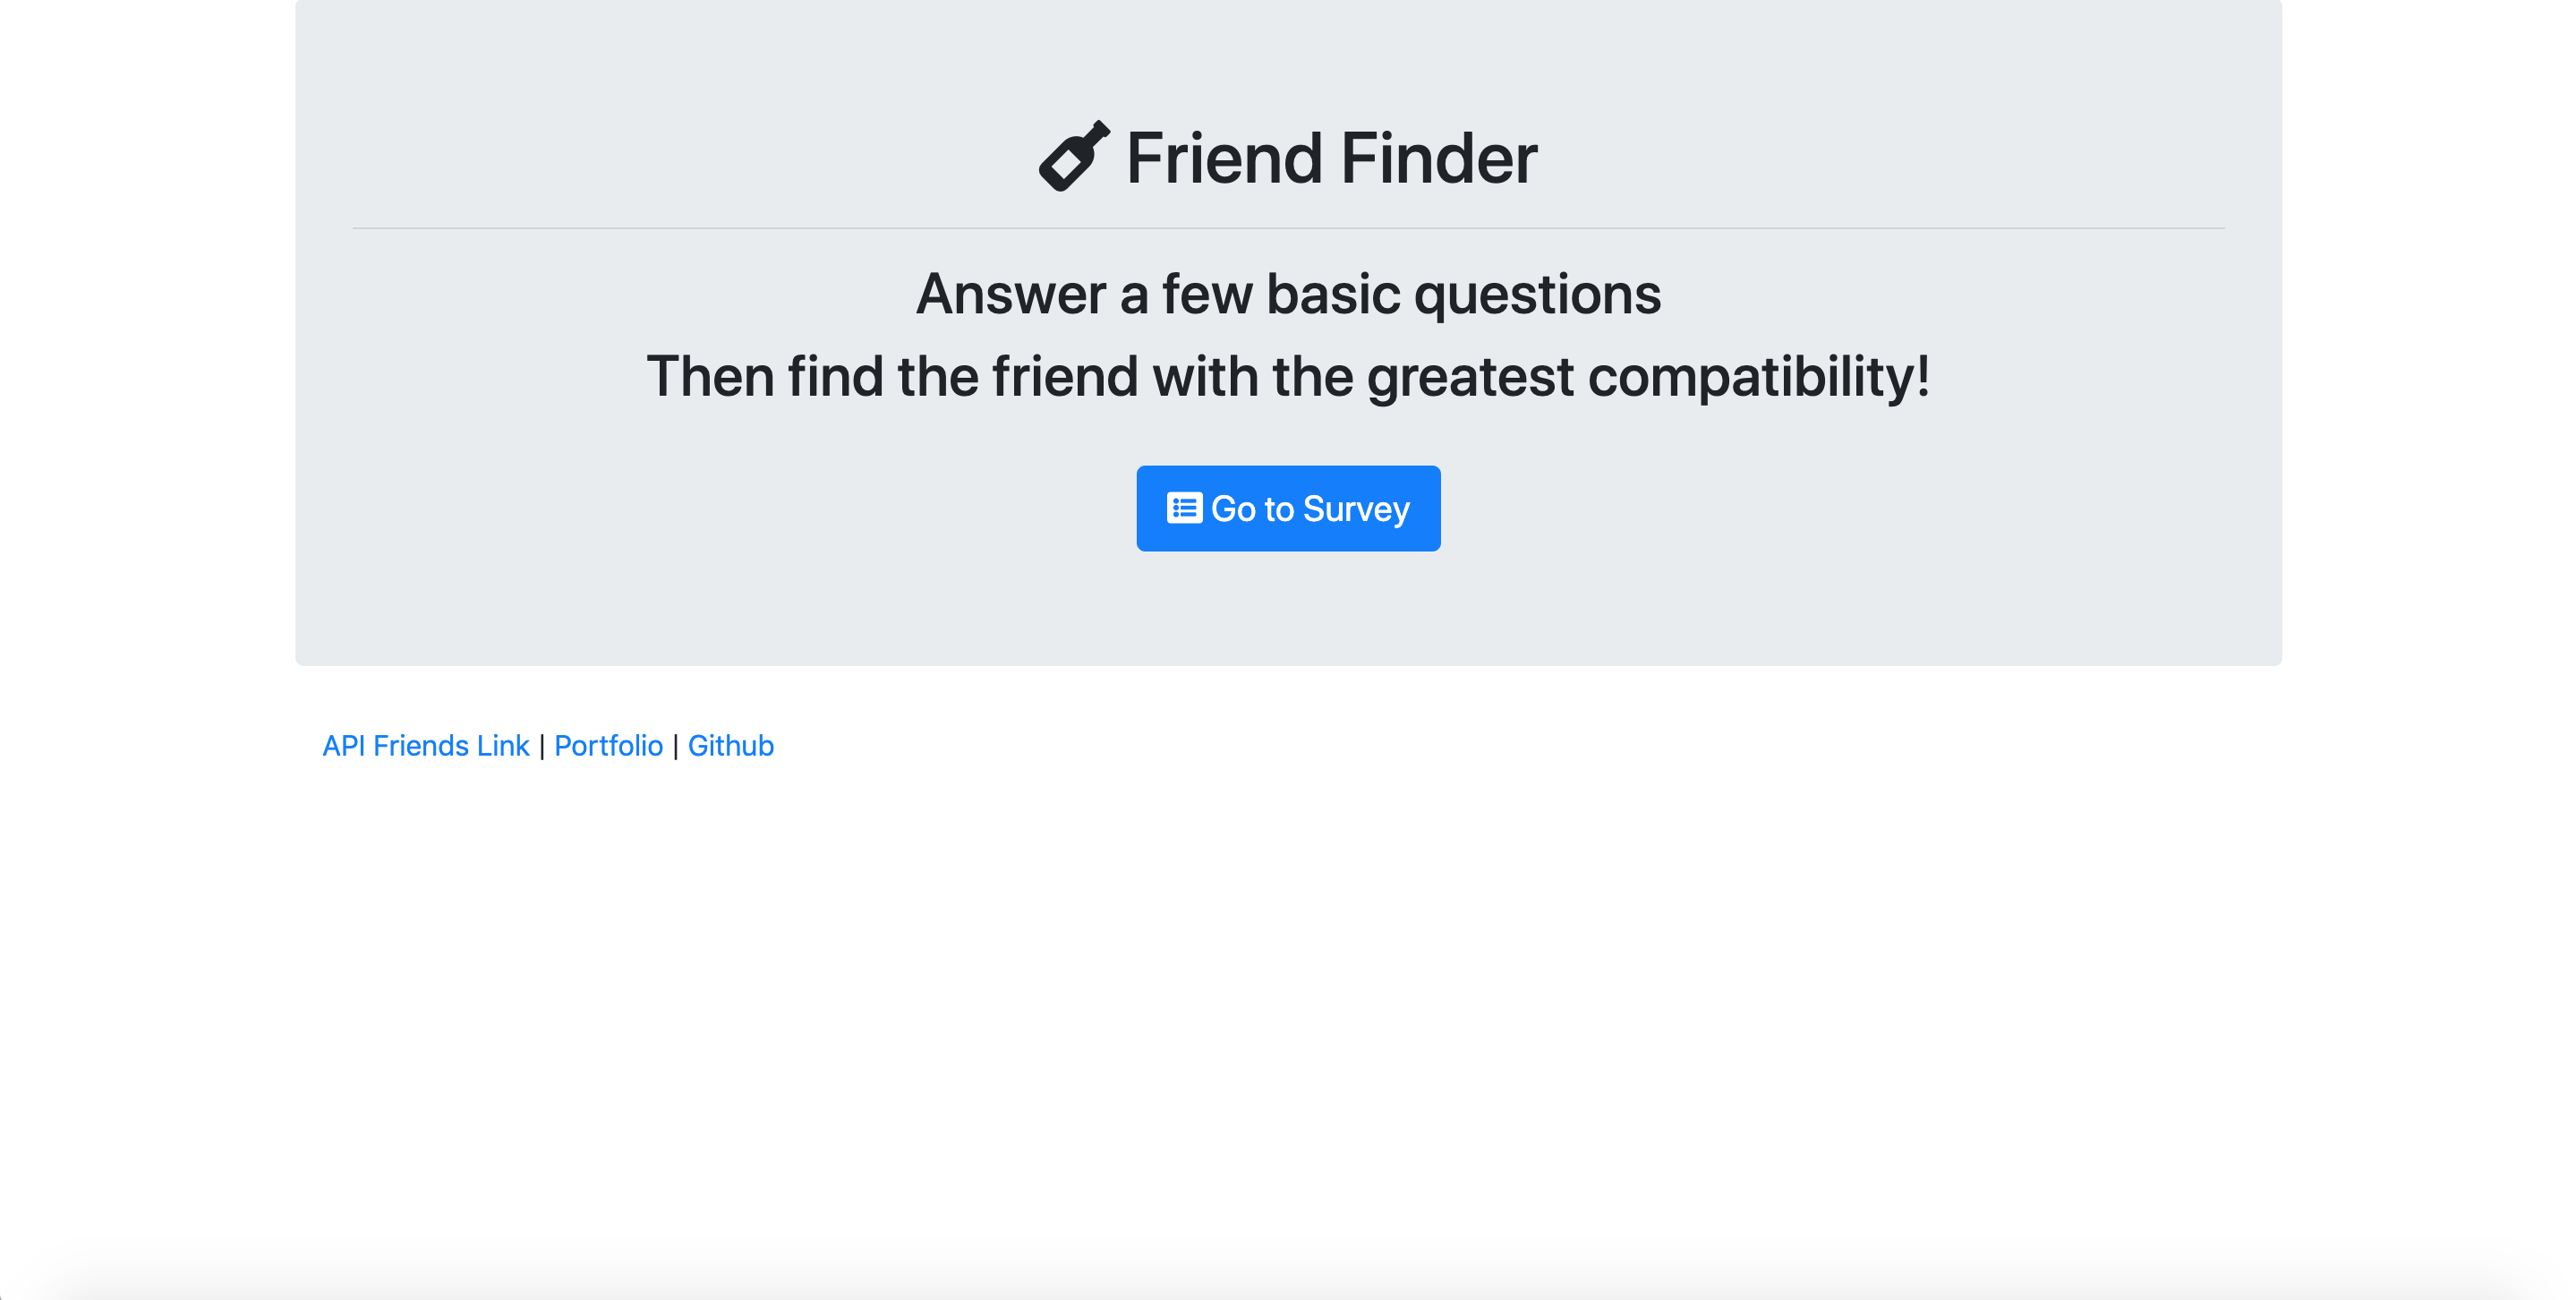 Friend Finder
Answer a few basic questions
Then find the friend with the greatest compatibility!
Go to Survey
API Friends Link | Portfolio | Github